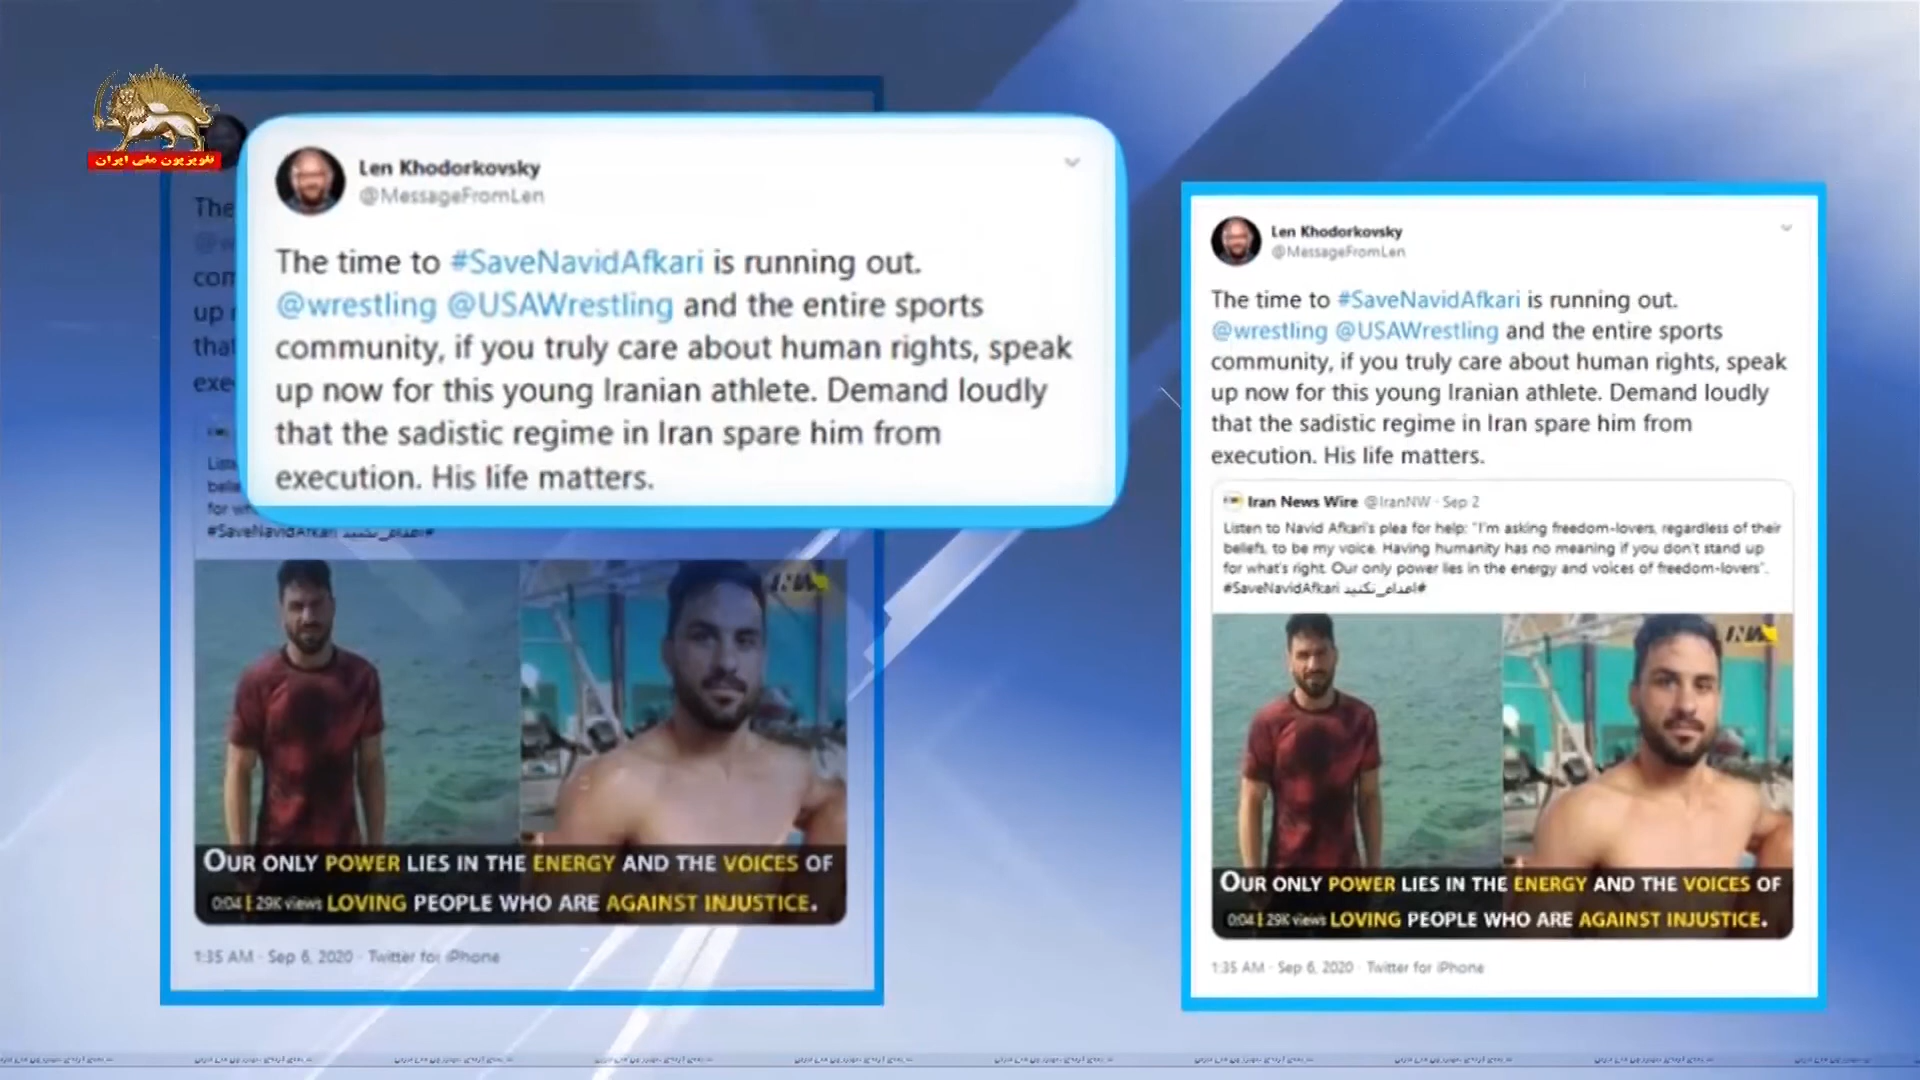 تلویزیون ملی ایران
Len Khodorkovsky
@MessageFromLen
The time to #SaveNavidAfkari is running out.
@wrestling @USAWrestling and the entire sports
community, if you truly care about human rights, speak
up now for this young Iranian athlete. Demand loudly
that the sadistic regime in Iran spare him from
execution. His life matters.
The
com
up
that
exe
for
#SaveNavidAfkari #اعدام_نکنید
INW
OUR ONLY POWER LIES IN THE ENERGY AND THE VOICES OF
0:04 | 29K views LOVING PEOPLE WHO ARE AGAINST INJUSTICE.
1:35 AM · Sep 6, 2020 · Twitter for iPhone
Len Khodorkovsky
@MessageFromLen
The time to #SaveNavidAfkari is running out.
@wrestling @USAWrestling and the entire sports
community, if you truly care about human rights, speak
up now for this young Iranian athlete. Demand loudly
that the sadistic regime in Iran spare him from
execution. His life matters.
Iran News Wire @IranNW · Sep 2
Listen to Navid Afkari's plea for help: "I'm asking freedom-lovers, regardless of their
beliefs, to be my voice. Having humanity has no meaning if you don't stand up
for what's right. Our only power lies in the energy and voices of freedom-lovers".
#SaveNavidAfkari #اعدام_نکنید
INW
OUR ONLY POWER LIES IN THE ENERGY AND THE VOICES OF
0:04 | 29K views LOVING PEOPLE WHO ARE AGAINST INJUSTICE.
1:35 AM · Sep 6, 2020 · Twitter for iPhone